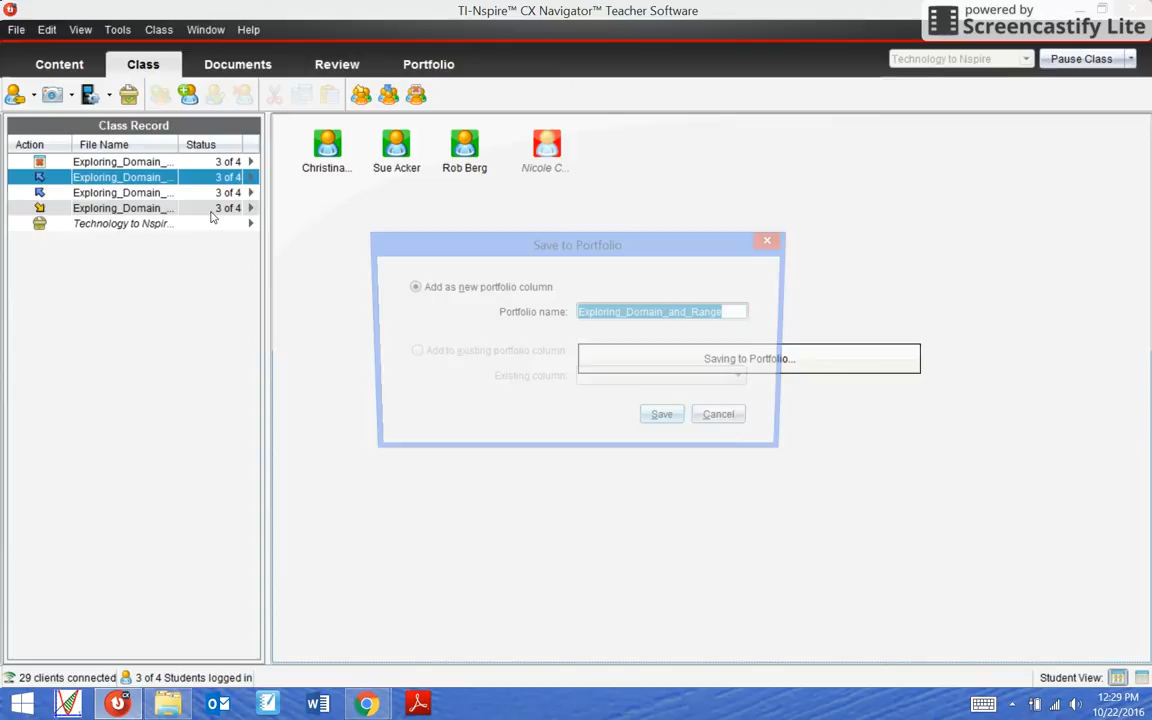 TI-Nspire™ CX Navigator™ Teacher Software
powered by
Screencastify Lite
File Edit View Tools Class Window Help
Content Class Documents Review Portfolio
Technology to Nspire
Pause Class
Class Record
Action File Name Status
Exploring_Domain_... 3 of 4
Exploring_Domain_... 3 of 4
Exploring_Domain_... 3 of 4
Exploring_Domain_... 3 of 4
Technology to Nspir...
Christina... Sue Acker Rob Berg Nicole C...
Save to Portfolio
Add as new portfolio column
Portfolio name: Exploring_Domain_and_Range
Add to existing portfolio column
Existing column:
Saving to Portfolio...
Save Cancel
29 clients connected 3 of 4 Students logged in
Student View:
12:29 PM
10/22/2016